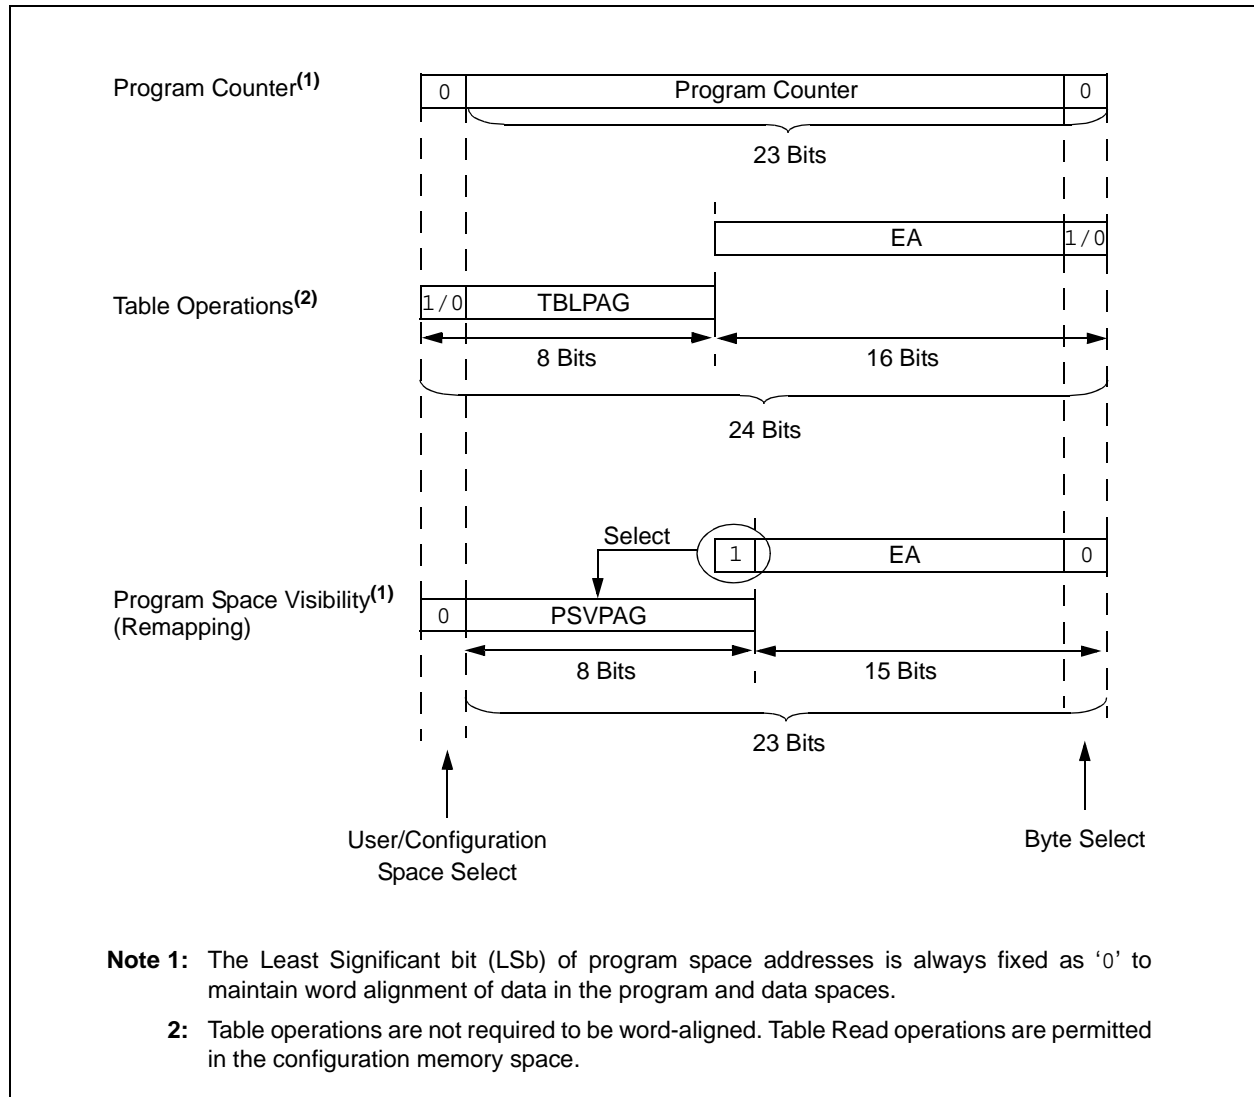 Program Counter(1)
0
Program Counter
0
23 Bits
EA
1/0
Table Operations(2)
1/0
TBLPAG
8 Bits
16 Bits
24 Bits
Select
1
EA
0
Program Space Visibility(1)
(Remapping)
0
PSVPAG
8 Bits
15 Bits
23 Bits
User/Configuration
Space Select
Byte Select
Note 1: The Least Significant bit (LSb) of program space addresses is always fixed as ‘0’ to
maintain word alignment of data in the program and data spaces.
2: Table operations are not required to be word-aligned. Table Read operations are permitted
in the configuration memory space.